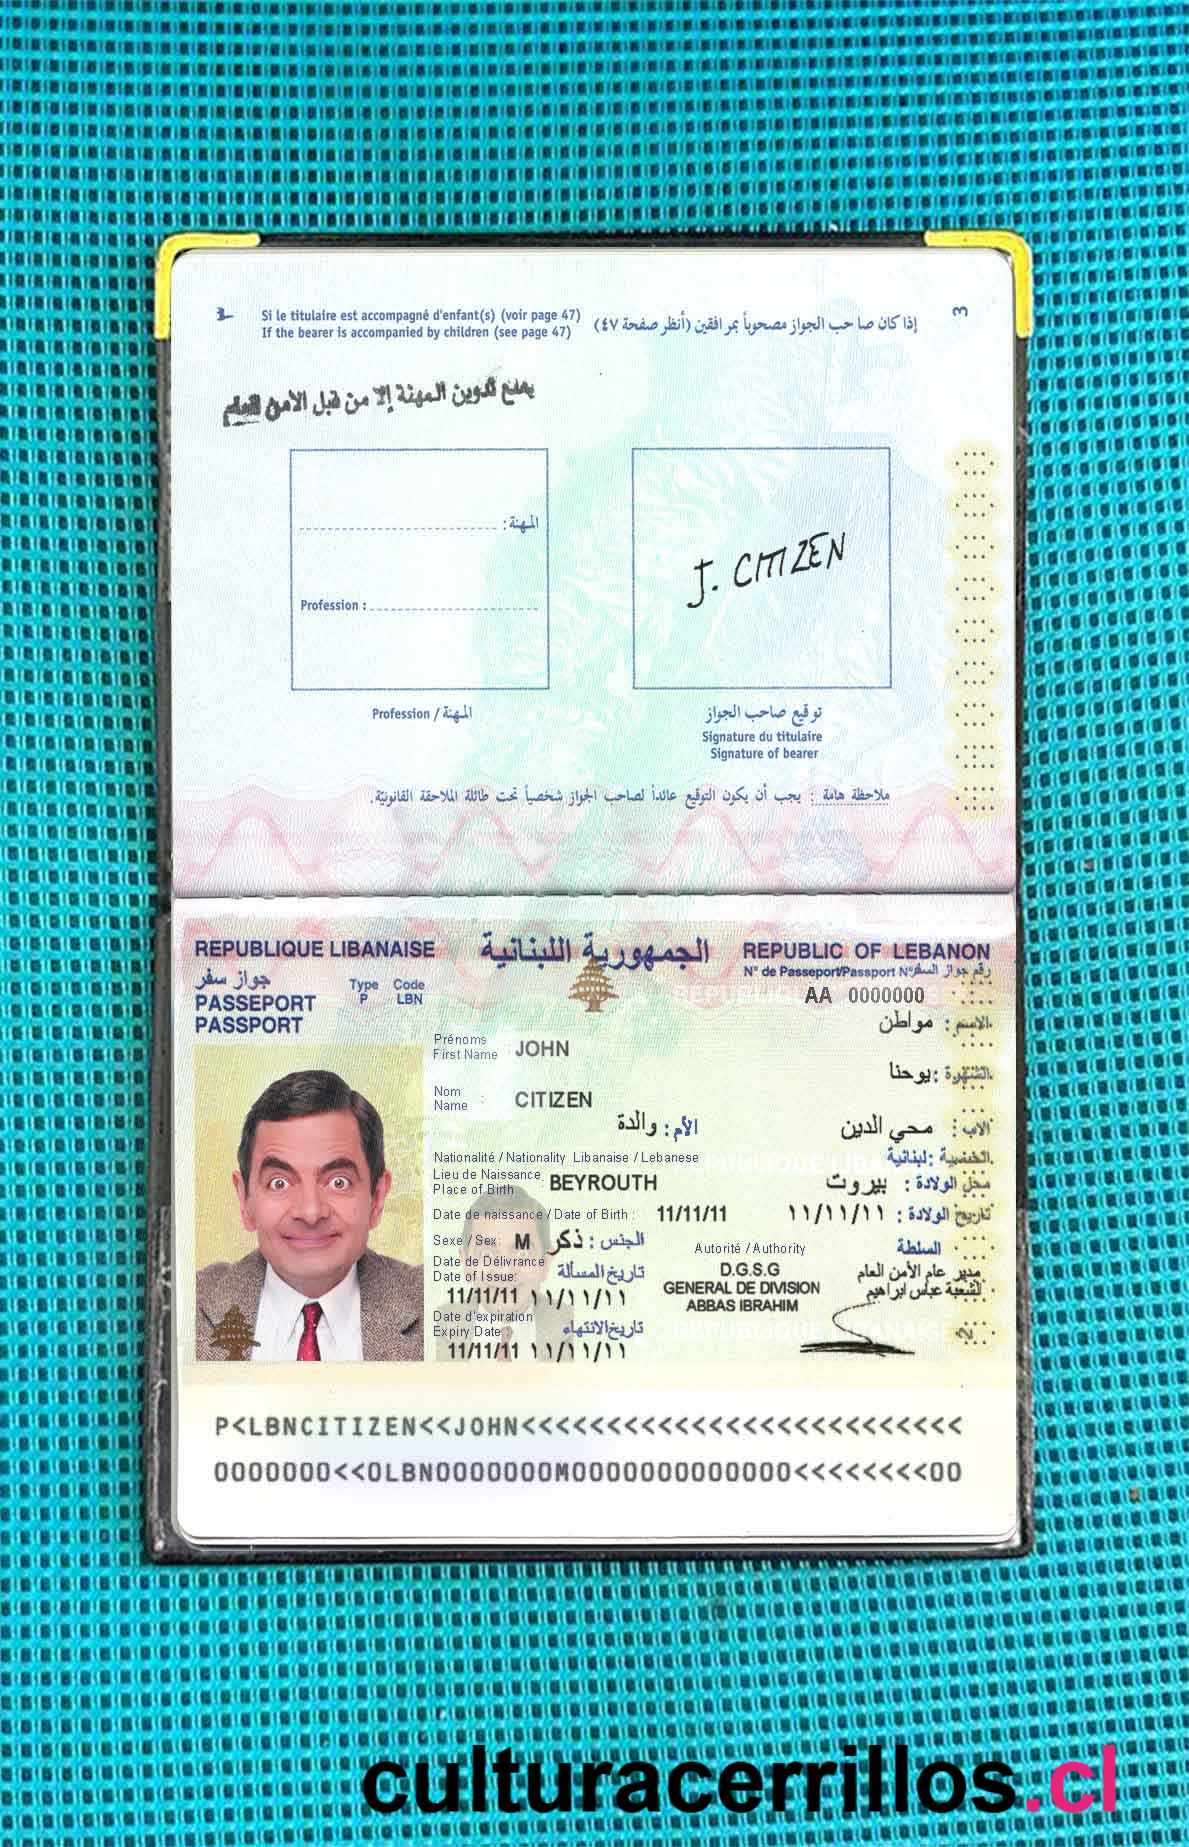 Si le titulaire est accompagné d'enfant(s) (voir page 47)
If the bearer is accompanied by children (see page 47)
إذا كان صاحب الجواز مصحوباً بمرافقين (أنظر صفحة ٤٧)
3
يمنع تدوين المهنة إلا من قبل الأمن العام
المهنة :
Profession :
J. CITIZEN
Profession / المهنة
توقيع صاحب الجواز
Signature du titulaire
Signature of bearer
ملاحظة هامة : يجب أن يكون التوقيع عائداً لصاحب الجواز شخصياً تحت طائلة الملاحقة القانونيّة.
REPUBLIQUE LIBANAISE الجمهورية اللبنانية REPUBLIC OF LEBANON
جواز سفر
N° de Passeport/Passport N° رقم جواز السفر
Type Code
PASSEPORT P LBN AA 0000000
PASSPORT
الاسم : مواطن
Prénoms
First Name JOHN
الشهرة : يوحنا
Nom
Name : CITIZEN
الأم : والدة
الاب : محي الدين
Nationalité / Nationality Libanaise / Lebanese
الجنسية : لبنانية
Lieu de Naissance
Place of Birth BEYROUTH
محل الولادة : بيروت
Date de naissance / Date of Birth : 11/11/11
تاريخ الولادة : ١١/١١/١١
Sexe / Sex: M الجنس : ذكر
Autorité / Authority السلطة
Date de Délivrance
Date of Issue: تاريخ المسألة
11/11/11 ١١/١١/١١
D.G.S.G
GENERAL DE DIVISION
ABBAS IBRAHIM
مدير عام الأمن العام
لشعبة عباس ابراهيم
Date d'expiration
Expiry Date تاريخ الانتهاء
11/11/11 ١١/١١/١١
P<LBNCITIZEN<<JOHN<<<<<<<<<<<<<<<<<<<<<<<<<<<
0000000<<0LBN0000000M0000000000000<<<<<<<<00
culturacerrillos.cl